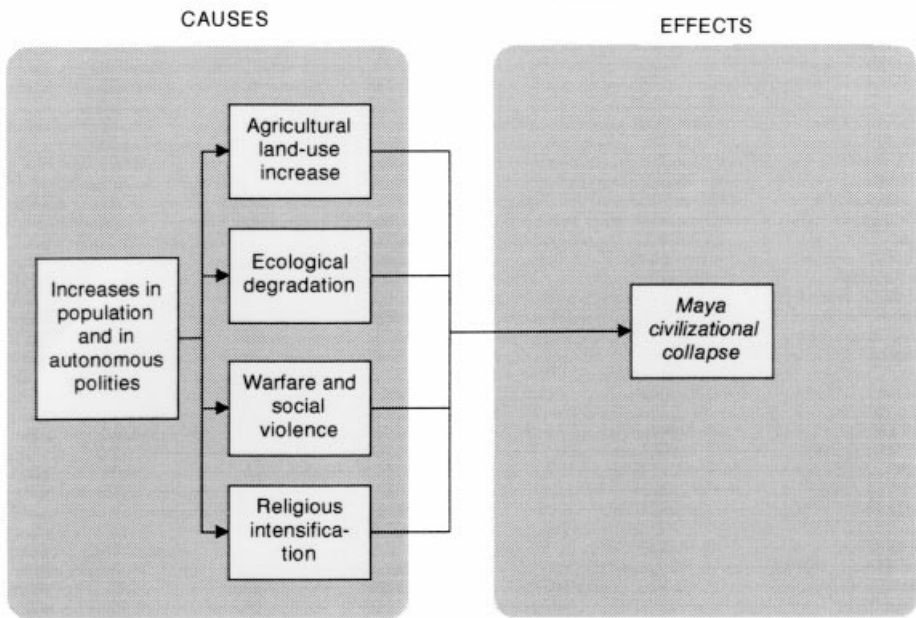 CAUSES
EFFECTS
Agricultural
land-use
increase
Ecological
degradation
Increases in
population
and in
autonomous
polities
Warfare and
social
violence
Religious
intensifica-
tion
Maya
civilizational
collapse